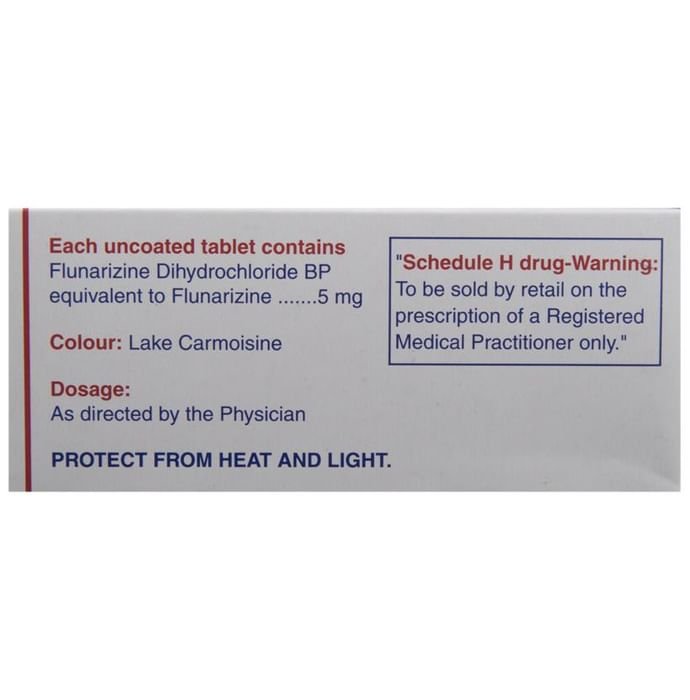 Each uncoated tablet contains
Flunarizine Dihydrochloride BP
equivalent to Flunarizine .......5 mg
Colour: Lake Carmoisine
Dosage:
As directed by the Physician
PROTECT FROM HEAT AND LIGHT.
"Schedule H drug-Warning:
To be sold by retail on the
prescription of a Registered
Medical Practitioner only."